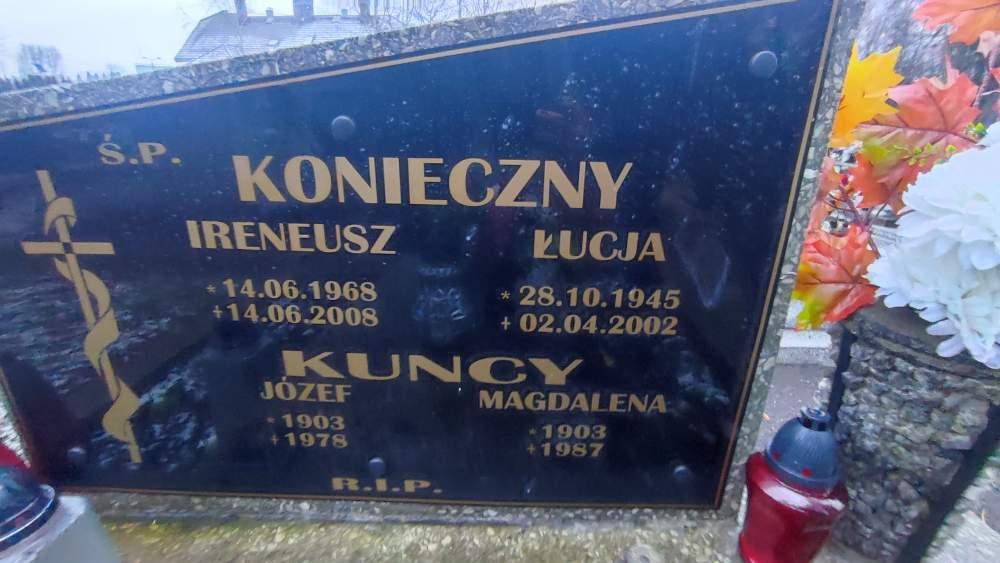 Ś.P.
KONIECZNY
IRENEUSZ ŁUCJA
*14.06.1968 * 28.10.1945
+14.06.2008 + 02.04.2002
KUNCY
JÓZEF MAGDALENA
*1903 *1903
+1978 +1987
R.I.P.